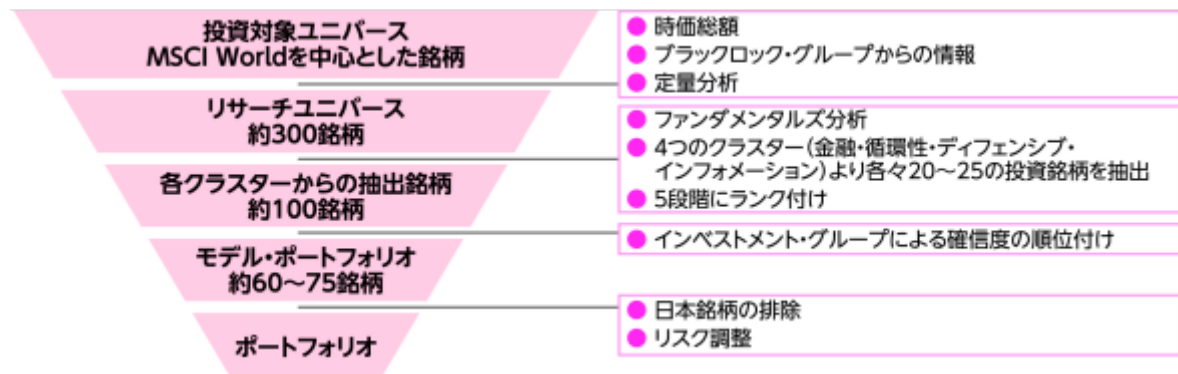 投資対象ユニバース
MSCI Worldを中心とした銘柄
● 時価総額
● ブラックロック・グループからの情報
● 定量分析
リサーチユニバース
約300銘柄
● ファンダメンタルズ分析
● 4つのクラスター(金融・循環性・ディフェンシブ・
インフォメーション)より各々20〜25の投資銘柄を抽出
● 5段階にランク付け
各クラスターからの抽出銘柄
約100銘柄
● インベストメント・グループによる確信度の順位付け
モデル・ポートフォリオ
約60〜75銘柄
● 日本銘柄の排除
● リスク調整
ポートフォリオ